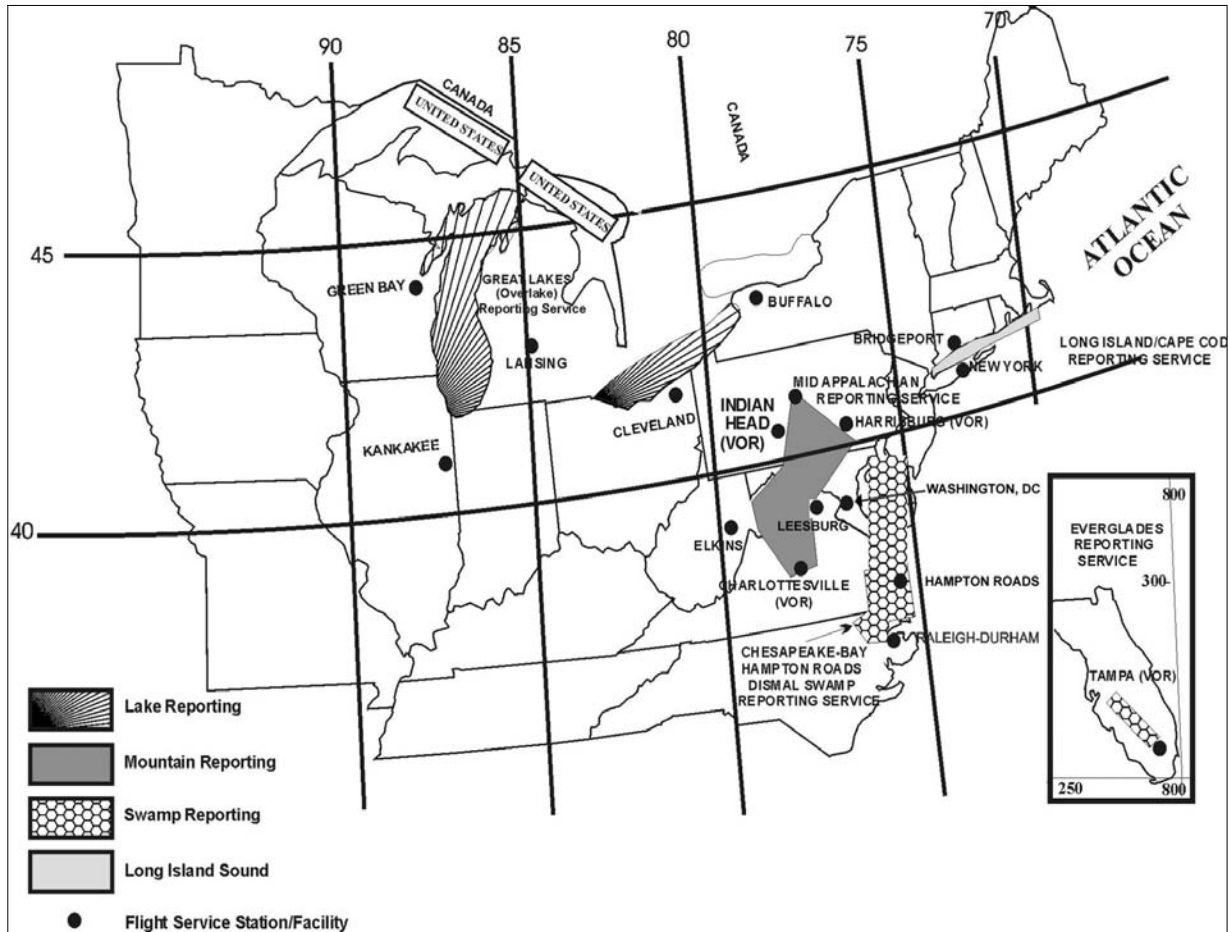 90
85
80
75
70
CANADA
UNITED STATES
CANADA
UNITED STATES
ATLANTIC
OCEAN
45
GREEN BAY
GREAT LAKES
(Overlake)
Reporting Service
BUFFALO
LANSING
BRIDGEPORT
LONG ISLAND/CAPE COD
REPORTING SERVICE
NEW YORK
MID APPALACHIAN
REPORTING SERVICE
CLEVELAND
INDIAN
HEAD
(VOR)
HARRISBURG (VOR)
KANKAKEE
WASHINGTON, DC
40
LEESBURG
ELKINS
CHARLOTTESVILLE
(VOR)
HAMPTON ROADS
RALEIGH-DURHAM
CHESAPEAKE-BAY
HAMPTON ROADS
DISMAL SWAMP
REPORTING SERVICE
800
EVERGLADES
REPORTING
SERVICE
300
TAMPA (VOR)
250
800
Lake Reporting
Mountain Reporting
Swamp Reporting
Long Island Sound
Flight Service Station/Facility